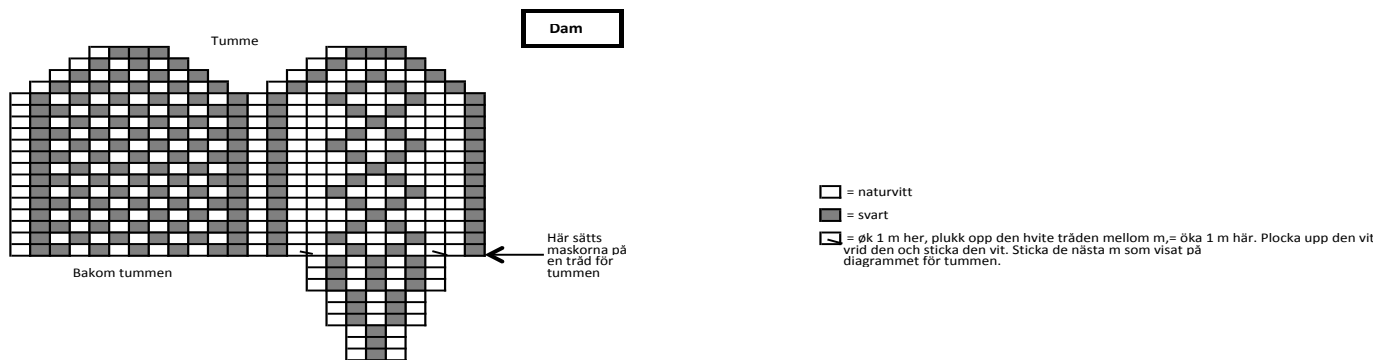 Dam
Tumme
= naturvitt
= svart
= øk 1 m her, plukk opp den hvite tråden mellom m,= öka 1 m här. Plocka upp den vit
vrid den och sticka den vit. Sticka de nästa m som visat på
diagrammet för tummen.
Här sätts
maskorna på
en tråd för
tummen
Bakom tummen